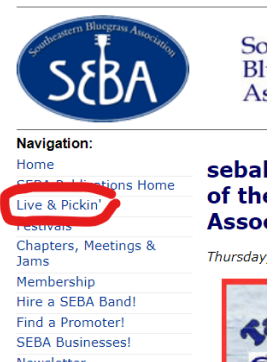 Southeastern Bluegrass Association
SEBA
Navigation:
Home
SEBA Publications Home
Live & Pickin'
Festivals
Chapters, Meetings &
Jams
Membership
Hire a SEBA Band!
Find a Promoter!
SEBA Businesses!
Newsletter
So
Bl
As
sebal
of the
Assoc
Thursday,